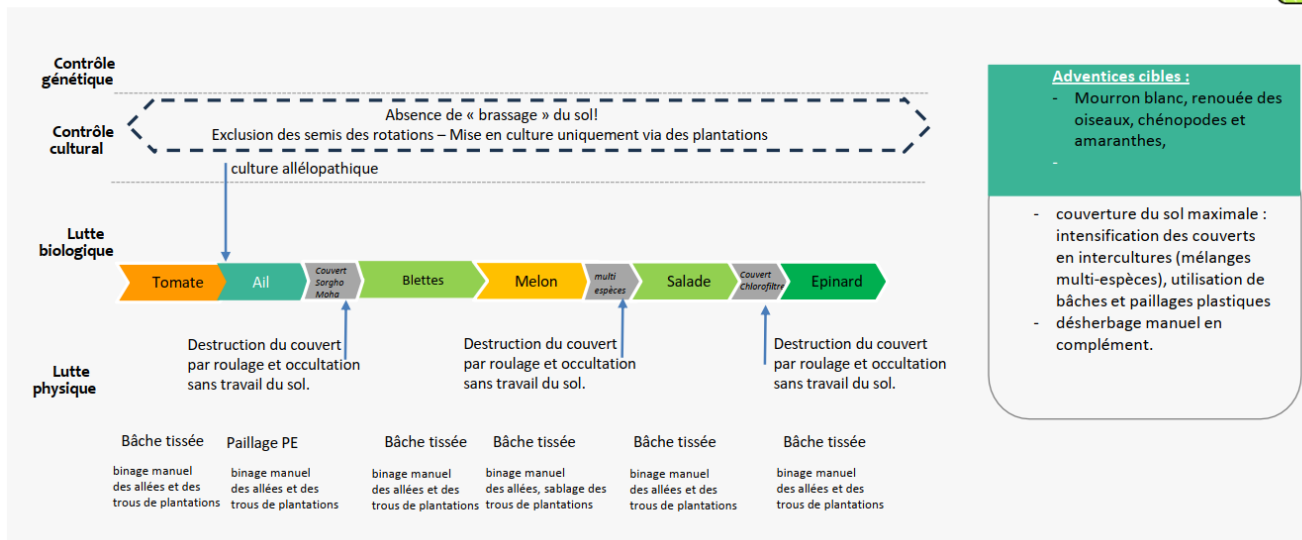 Contrôle
génétique
Contrôle
cultural
Absence de « brassage » du sol!
Exclusion des semis des rotations – Mise en culture uniquement via des plantations
culture allélopathique
Lutte
biologique
Tomate
Ail
Couvert
Sorgho
Moha
Blettes
Melon
multi
espèces
Salade
Couvert
Chlorofiltre
Epinard
Lutte
physique
Destruction du couvert
par roulage et occultation
sans travail du sol.
Destruction du couvert
par roulage et occultation
sans travail du sol.
Destruction du couvert
par roulage et occultation
sans travail du sol.
Bâche tissée
binage manuel
des allées et des
trous de plantations
Paillage PE
binage manuel
des allées et des
trous de plantations
Bâche tissée
binage manuel
des allées et des
trous de plantations
Bâche tissée
binage manuel
des allées, sablage des
trous de plantations
Bâche tissée
binage manuel
des allées et des
trous de plantations
Bâche tissée
binage manuel
des allées et des
trous de plantations
Adventices cibles :
- Mourron blanc, renouée des
oiseaux, chénopodes et
amaranthes,
-
- couverture du sol maximale :
intensification des couverts
en intercultures (mélanges
multi-espèces), utilisation de
bâches et paillages plastiques
- désherbage manuel en
complément.